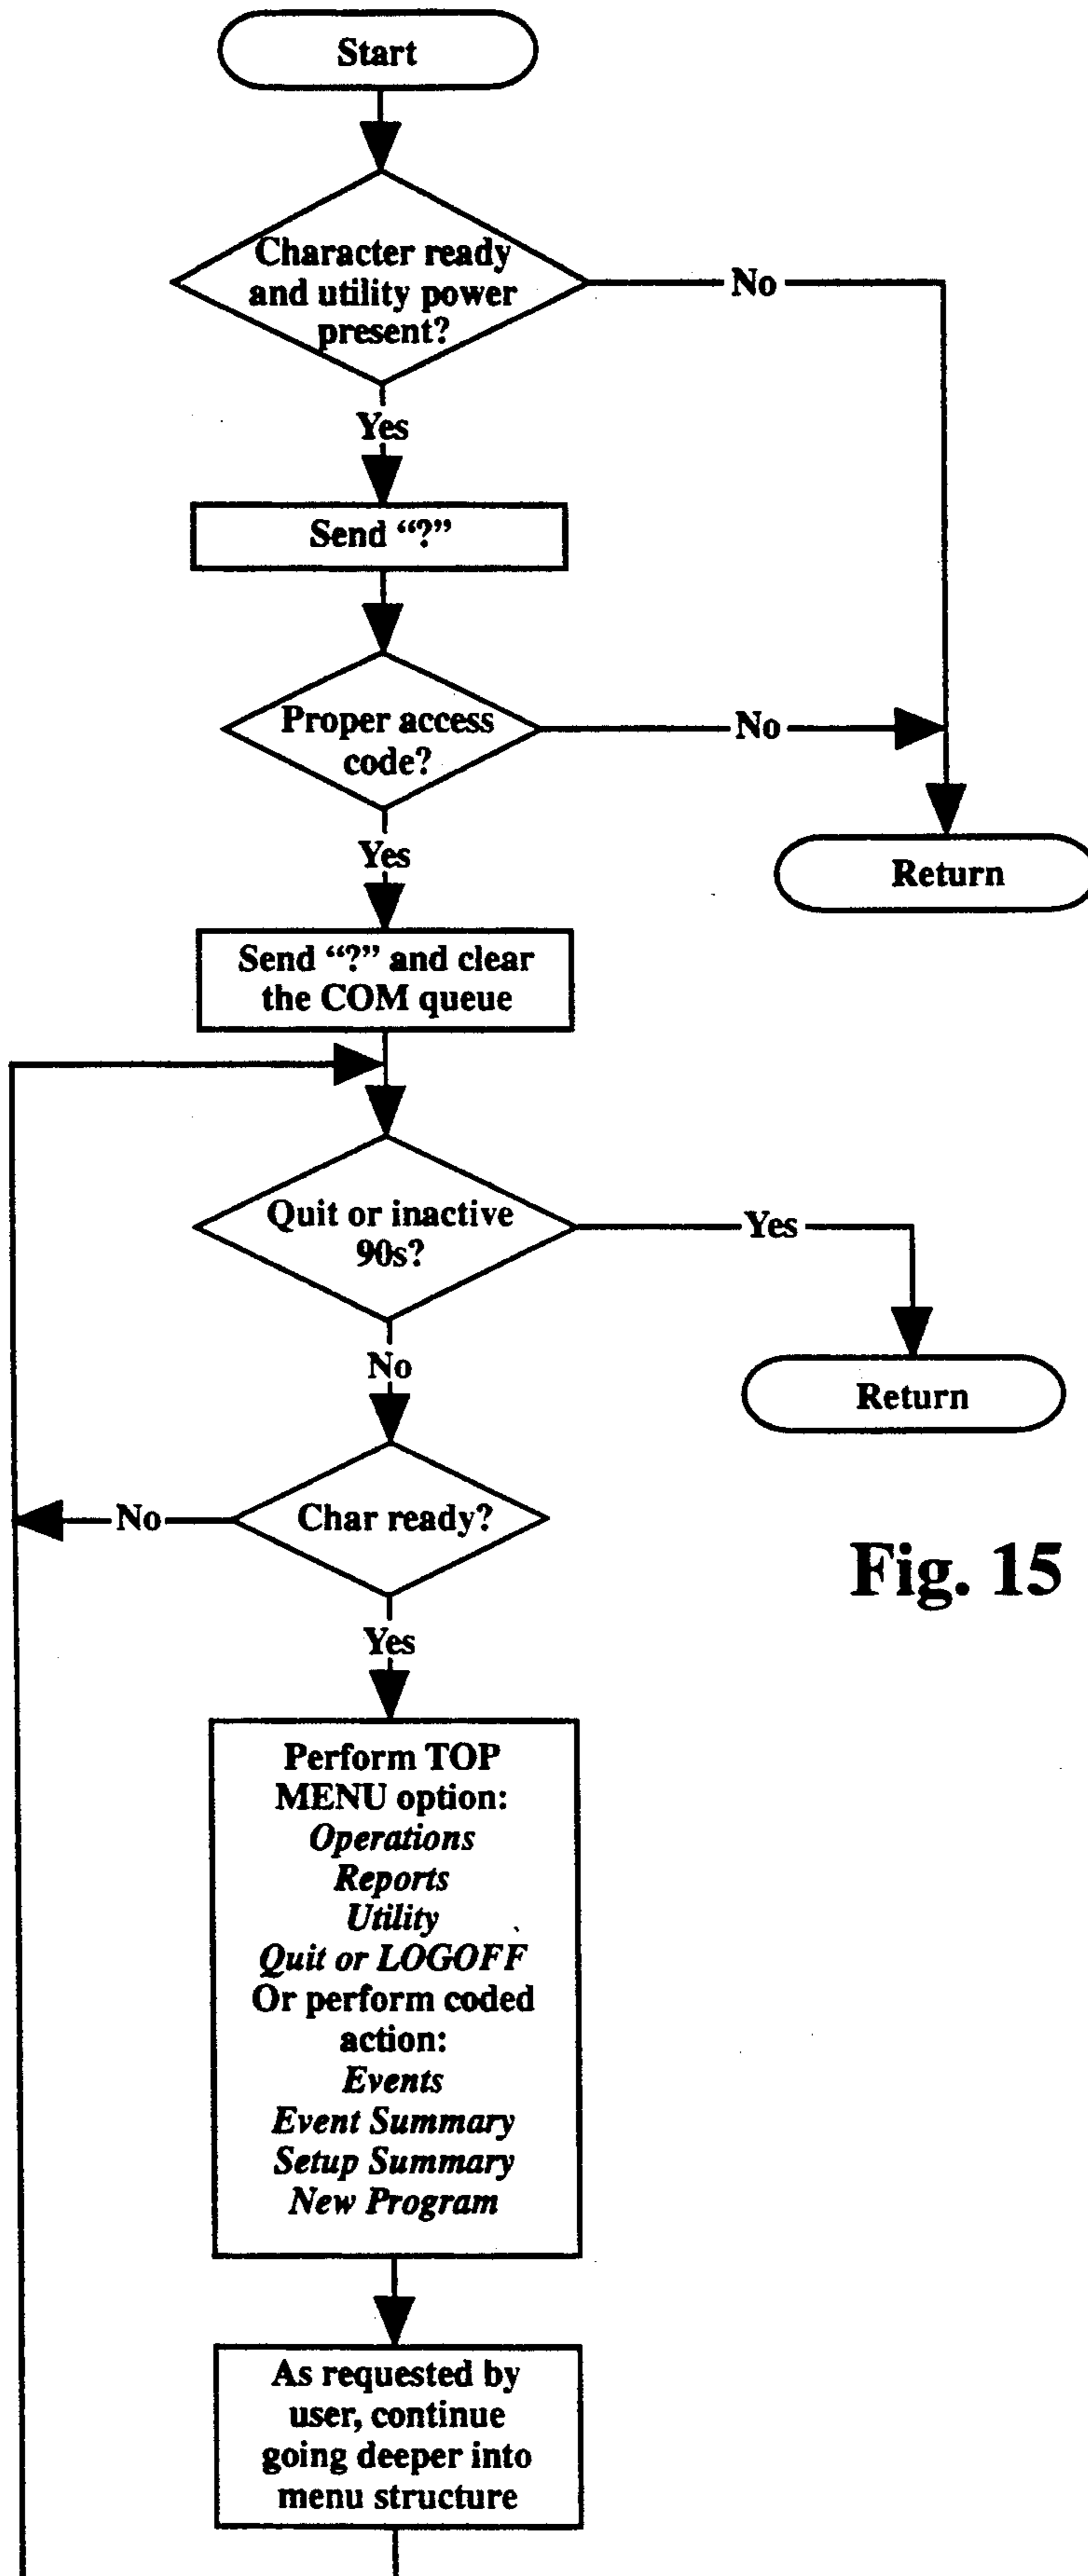 Start
Character ready
and utility power
present?
No
Yes
Send “?”
Proper access
code?
No
Yes
Return
Send “?” and clear
the COM queue
Quit or inactive
90s?
Yes
No
Return
Char ready?
No
Yes
Fig. 15
Perform TOP
MENU option:
Operations
Reports
Utility
Quit or LOGOFF
Or perform coded
action:
Events
Event Summary
Setup Summary
New Program
As requested by
user, continue
going deeper into
menu structure